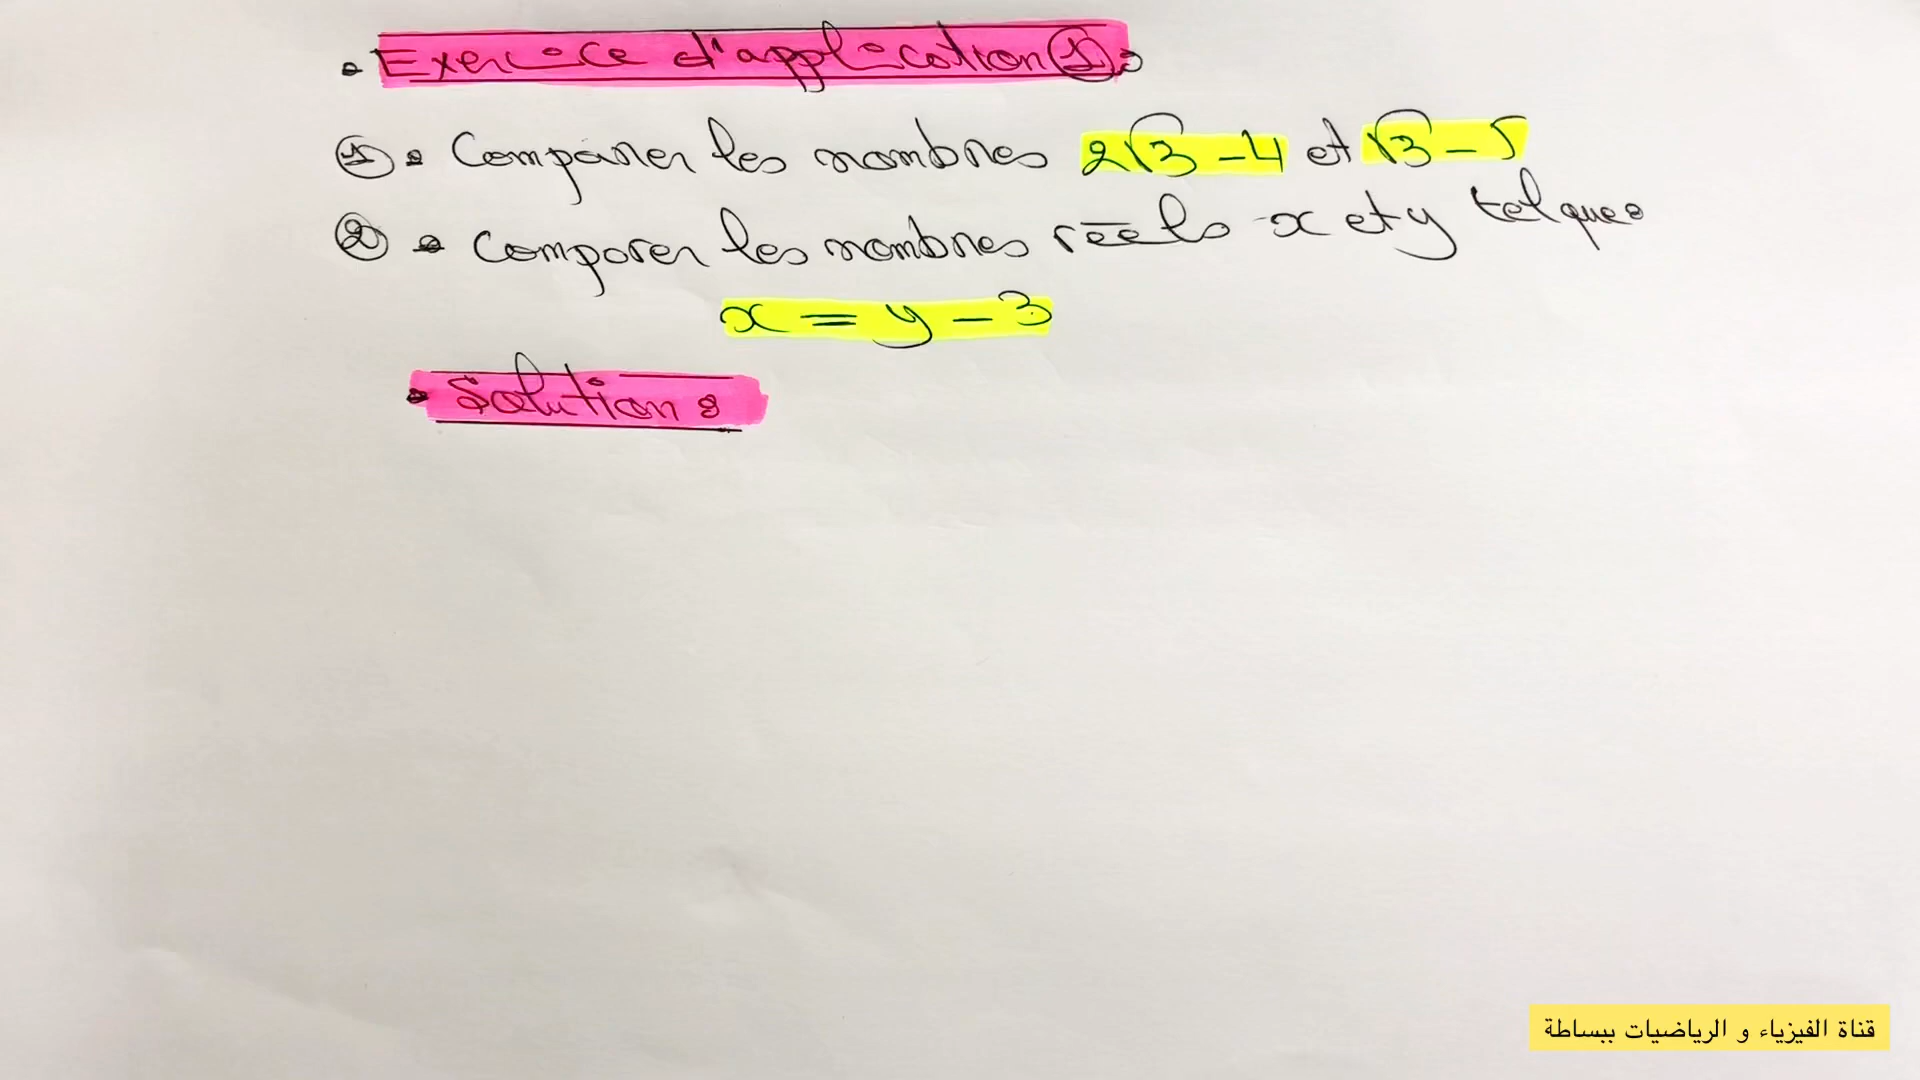 • Exercice d'application ① :
① • Comparer les nombres 2√3 - 4 et √3 - 5
② • Comparer les nombres réels x et y tel que :
x = y - 3
• Solution :
قناة الفيزياء و الرياضيات ببساطة